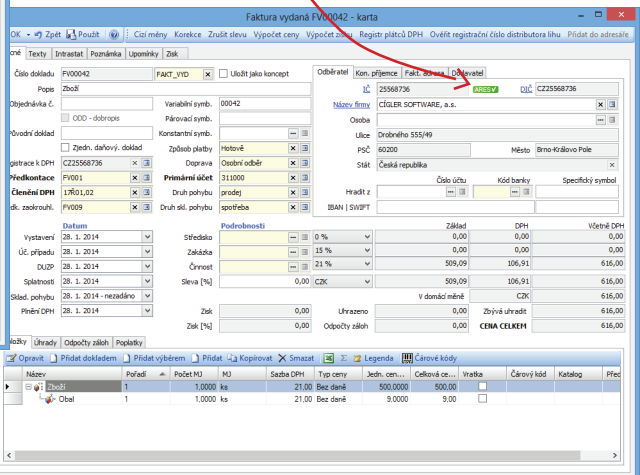 Faktura vydaná FV00042 - karta
OK Zpět Použít Cizí měny Korekce Zrušit slevu Výpočet ceny Výpočet zisku Registr plátců DPH Ověřit registrační číslo distributora lihu Přidat do adresáře
cné Texty Intrastat Poznámka Upomínky Zisk
Číslo dokladu FV00042 FAKT_VYD X Uložit jako koncept
Popis Zboží
Objednávka č. Variabilní symb. 00042
ODD - dobropis Párovací symb.
Původní doklad Konstantní symb.
Zjedn. daňový. doklad Způsob platby Hotově
gistrace k DPH CZ25568736 Doprava Osobní odběr
Předkontace FV001 Primární účet 311000
Členění DPH 17Ř01,02 Druh pohybu prodej
edk. zaokrouhl. FV009 Druh skl. pohybu spotřeba
Odběratel Kon. příjemce Fakt. adresa Dodavatel
IČ 25568736 ARES✓ DIČ CZ25568736
Název firmy CÍGLER SOFTWARE, a.s.
Osoba
Ulice Drobného 555/49
PSČ 60200 Město Brno-Královo Pole
Stát Česká republika
Číslo účtu Kód banky Specifický symbol
Hradit z
IBAN | SWIFT
Datum Podrobnosti Základ DPH Včetně DPH
Vystavení 28. 1. 2014 Středisko 0 % 0,00 0,00 0,00
Úč. případu 28. 1. 2014 Zakázka 15 % 0,00 0,00 0,00
DUZP 28. 1. 2014 Činnost 21 % 509,09 106,91 616,00
Splatnosti 28. 1. 2014 Sleva [%] 0,00 CZK 509,09 106,91 616,00
Sklad. pohybu 28. 1. 2014 - nezadáno V domácí měně CZK 616,00
Plnění DPH 28. 1. 2014 Zisk 0,00 Uhrazeno 0,00 Zbývá uhradit 616,00
Zisk [%] 0,00 Odpočty záloh 0,00 CENA CELKEM 616,00
ložky Úhrady Odpočty záloh Poplatky
Opravit Přidat dokladem Přidat výběrem Přidat Kopírovat Smazat Σ Legenda Čárové kódy
Název Pořadí Počet MJ MJ Sazba DPH Typ ceny Jedn. cen... Celková ce... Vratka Čárový kód Katalog Před
Zboží 1 1,0000 ks 21,00 Bez daně 500.0000 500.00
Obal 1 1,0000 ks 21,00 Bez daně 9,0000 9,00